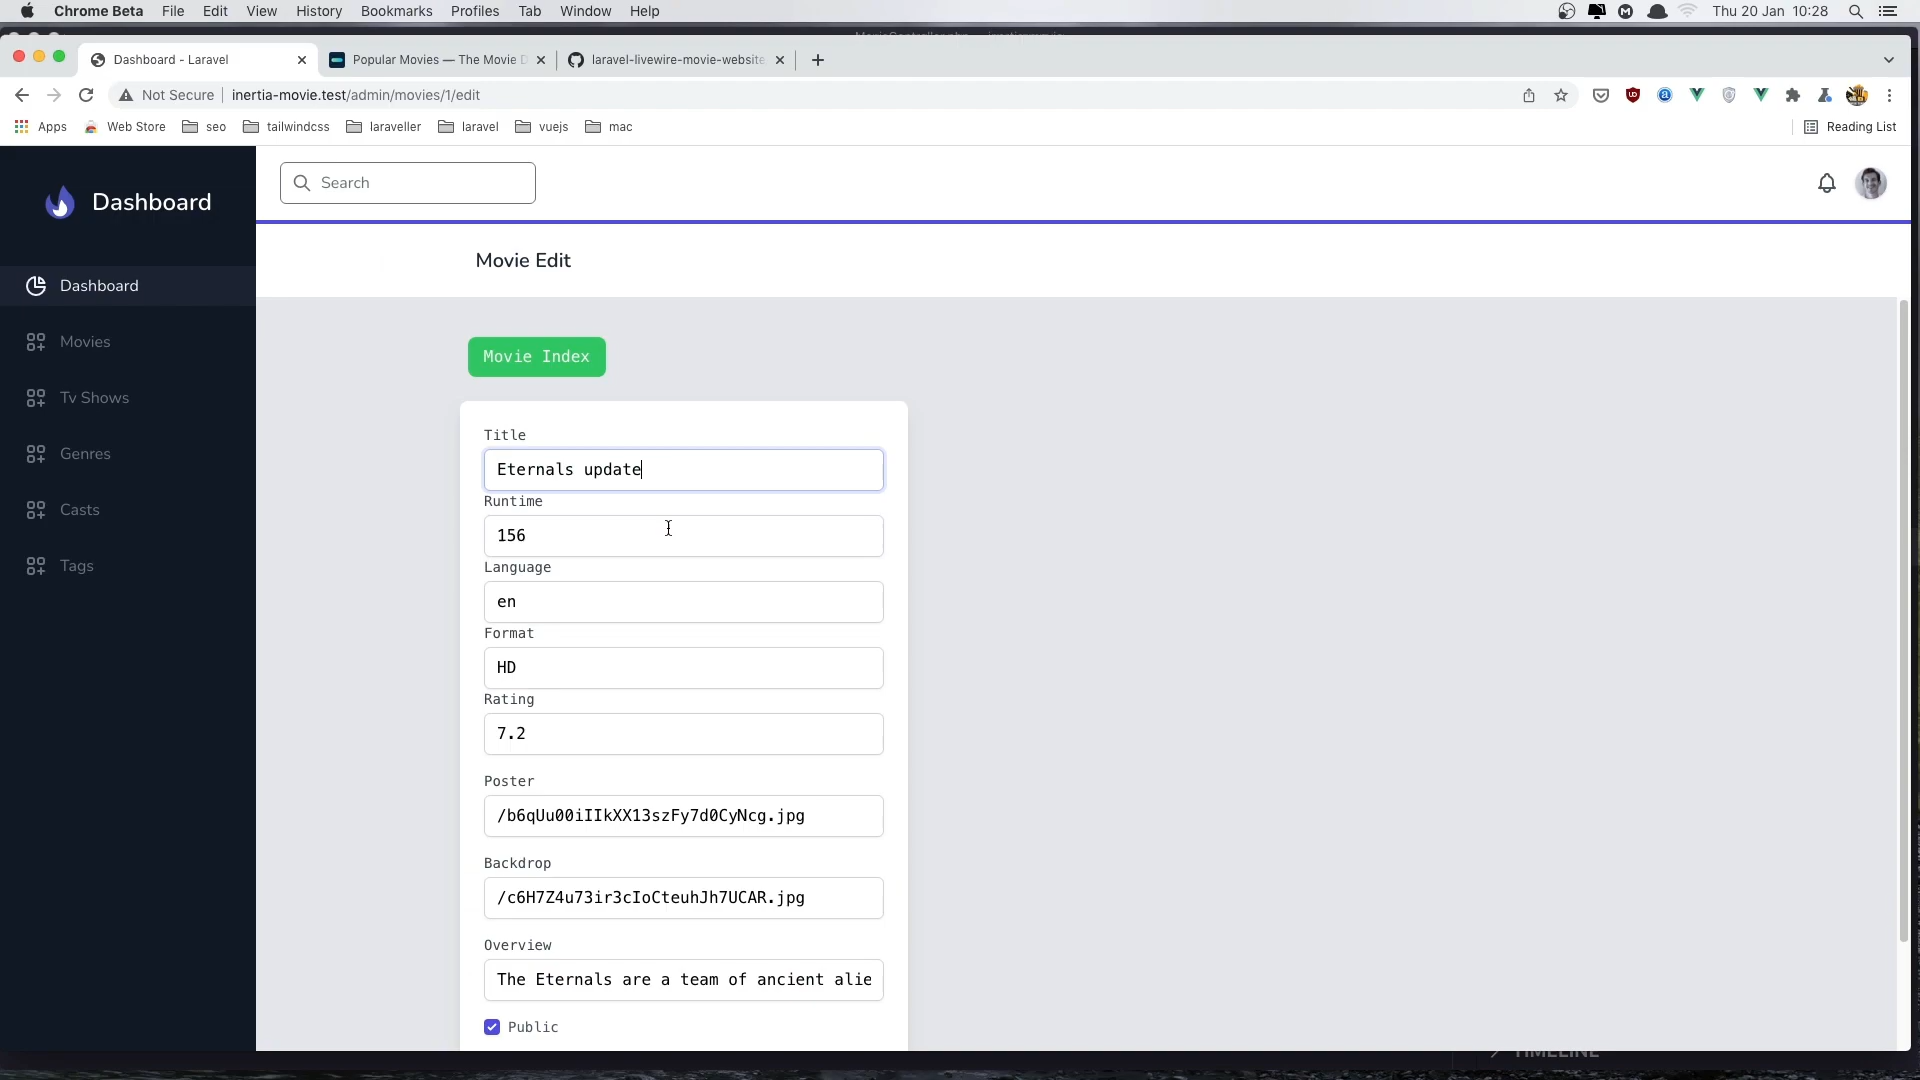 Chrome Beta File Edit View History Bookmarks Profiles Tab Window Help Thu 20 Jan 10:28
Dashboard - Laravel Popular Movies — The Movie D laravel-livewire-movie-website
Not Secure inertia-movie.test/admin/movies/1/edit
Apps Web Store seo tailwindcss laraveller laravel vuejs mac Reading List
Dashboard
Search
Movie Edit
Dashboard
Movies
Tv Shows
Genres
Casts
Tags
Movie Index
Title
Eternals update
Runtime
156
Language
en
Format
HD
Rating
7.2
Poster
/b6qUu00iIIkXX13szFy7d0CyNcg.jpg
Backdrop
/c6H7Z4u73ir3cIoCteuhJh7UCAR.jpg
Overview
The Eternals are a team of ancient alie
Public
TIMELINE